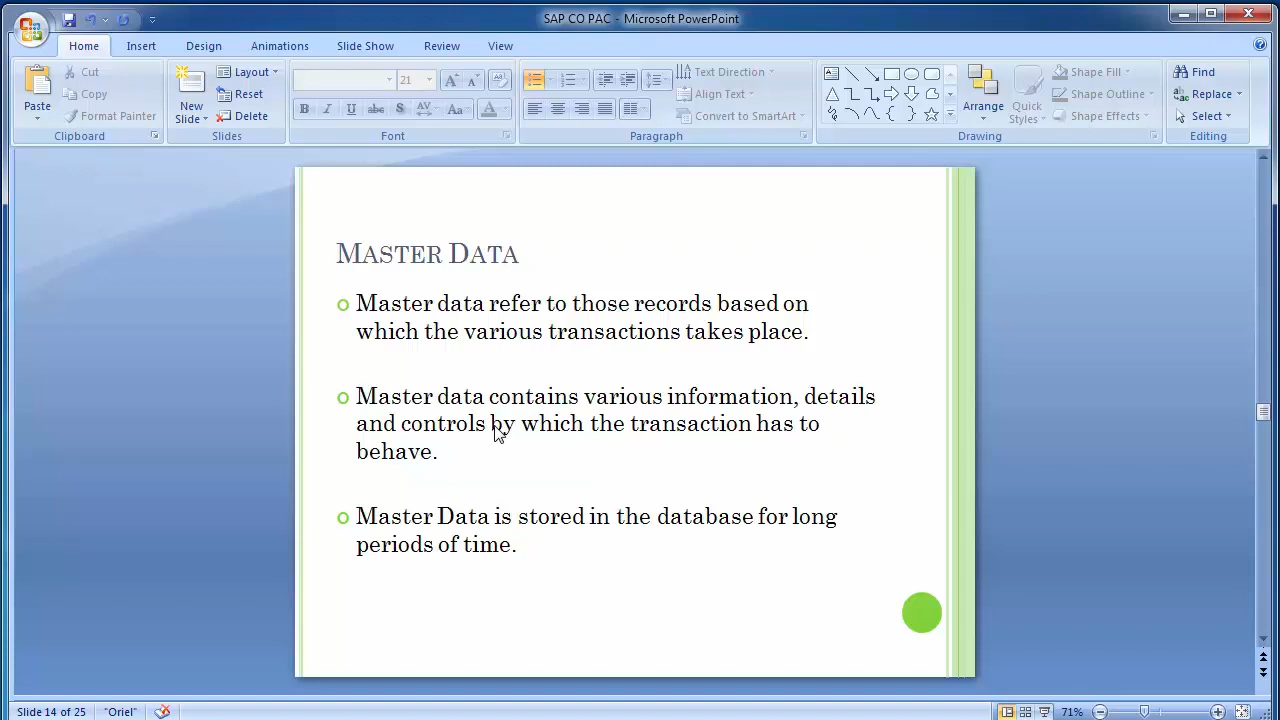 SAP CO PAC - Microsoft PowerPoint
Home Insert Design Animations Slide Show Review View
Paste
Cut
Copy
Format Painter
Clipboard
New Slide
Layout
Reset
Delete
Slides
21
B I U abc S AV Aa A
Font
Text Direction
Align Text
Convert to SmartArt
Paragraph
Arrange
Quick Styles
Shape Fill
Shape Outline
Shape Effects
Drawing
Find
Replace
Select
Editing
MASTER DATA
Master data refer to those records based on
which the various transactions takes place.
Master data contains various information, details
and controls by which the transaction has to
behave.
Master Data is stored in the database for long
periods of time.
Slide 14 of 25 "Oriel" 71%